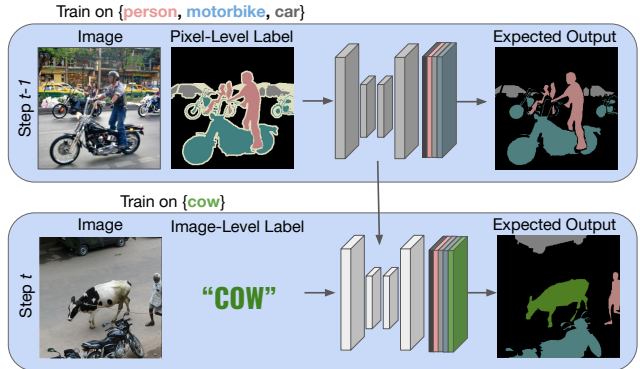 Train on {person, motorbike, car}
Image
Pixel-Level Label
Expected Output
Step t-1
Train on {cow}
Image
Image-Level Label
Expected Output
Step t
“COW”